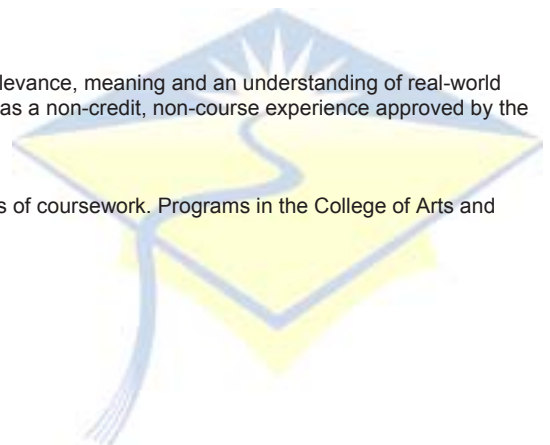 levance, meaning and an understanding of real-world
as a non-credit, non-course experience approved by the
s of coursework. Programs in the College of Arts and